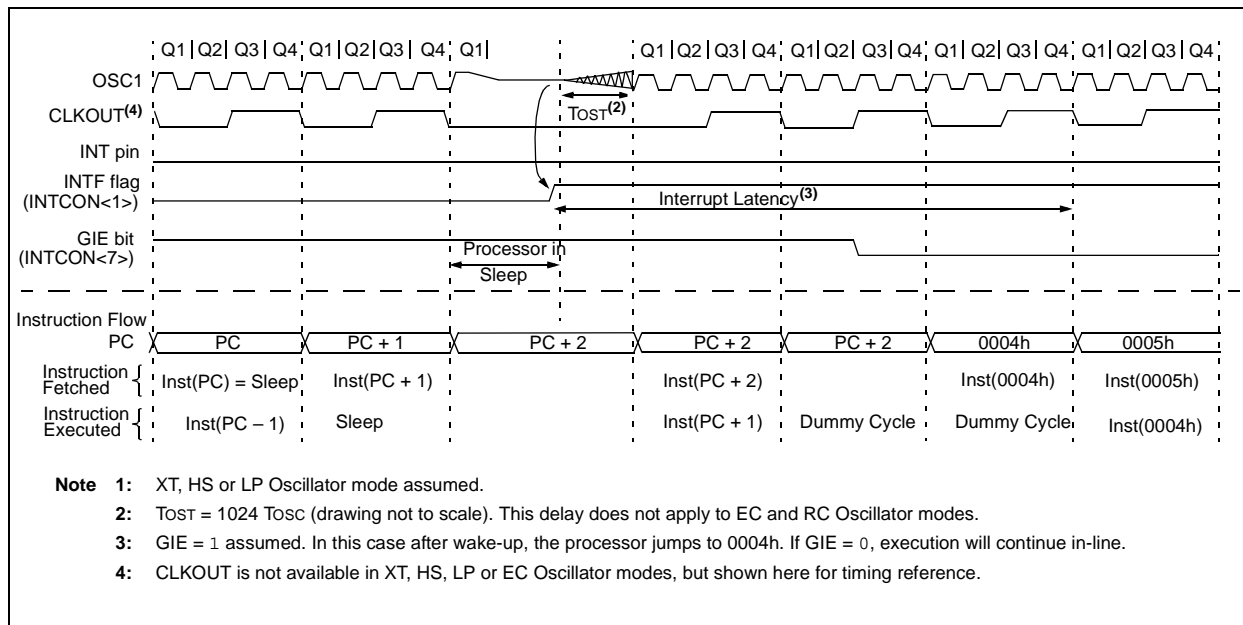 Q1 | Q2 | Q3 | Q4 | Q1 | Q2 | Q3 | Q4 | Q1 | Q1 | Q2 | Q3 | Q4 | Q1 | Q2 | Q3 | Q4 | Q1 | Q2 | Q3 | Q4 | Q1 | Q2 | Q3 | Q4
OSC1
CLKOUT(4)
TOST(2)
INT pin
INTF flag
(INTCON<1>)
Interrupt Latency(3)
GIE bit
(INTCON<7>)
Processor in
Sleep
Instruction Flow
PC PC PC + 1 PC + 2 PC + 2 PC + 2 0004h 0005h
Instruction
Fetched { Inst(PC) = Sleep Inst(PC + 1) Inst(PC + 2) Inst(0004h) Inst(0005h)
Instruction
Executed { Inst(PC – 1) Sleep Inst(PC + 1) Dummy Cycle Dummy Cycle Inst(0004h)
Note 1: XT, HS or LP Oscillator mode assumed.
2: TOST = 1024 TOSC (drawing not to scale). This delay does not apply to EC and RC Oscillator modes.
3: GIE = 1 assumed. In this case after wake-up, the processor jumps to 0004h. If GIE = 0, execution will continue in-line.
4: CLKOUT is not available in XT, HS, LP or EC Oscillator modes, but shown here for timing reference.